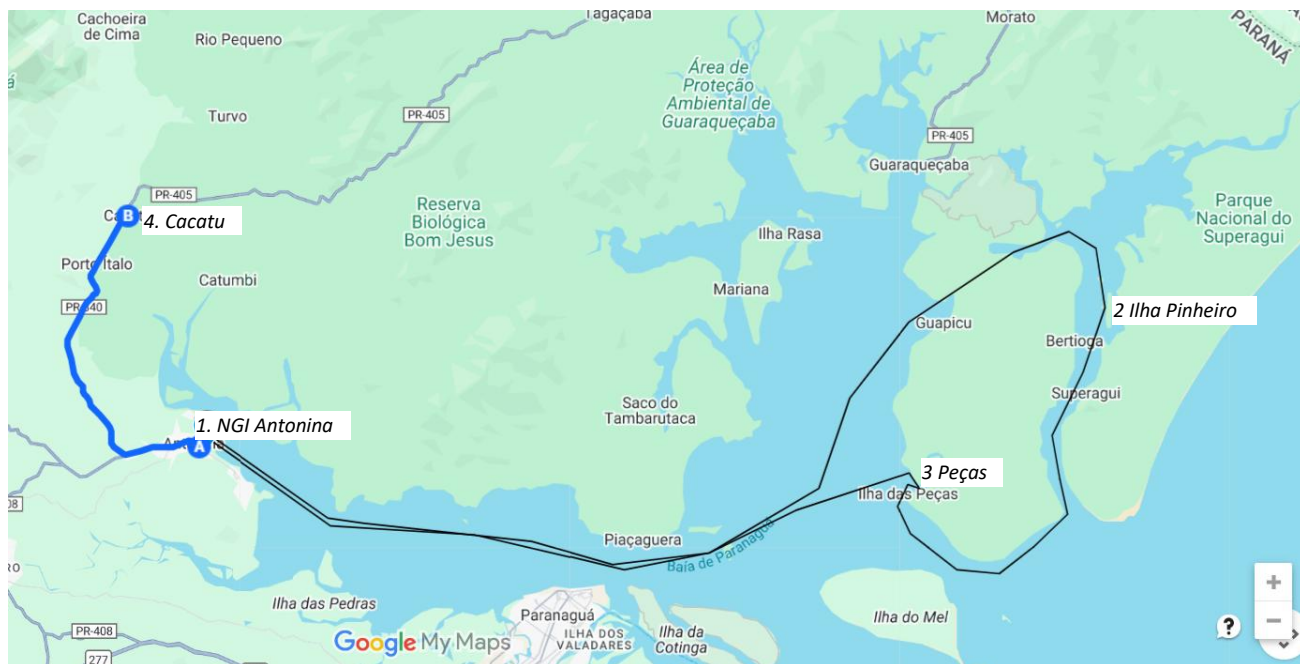 Cachoeira
de Cima
Rio Pequeno
Tagaçaba
Morato
PARANÁ
Área de
Proteção
Ambiental de
Guaraqueçaba
Turvo
PR-405
PR-405
Guaraqueçaba
PR-405
B
4. Cacatu
Reserva
Biológica
Bom Jesus
Parque
Nacional do
Superagui
Ilha Rasa
Porto Italo
Catumbi
Mariana
2 Ilha Pinheiro
Guapicu
Bertioga
Superagui
Saco do
Tambarutaca
1. NGI Antonina
A
3 Peças
Ilha das Peças
08
Piaçaguera
Baía de Paranaguá
RO
Ilha das Pedras
Paranaguá
Ilha do Mel
PR-408
277
Google My Maps
ILHA DOS
VALADARES
Ilha da
Cotinga
+
?
−